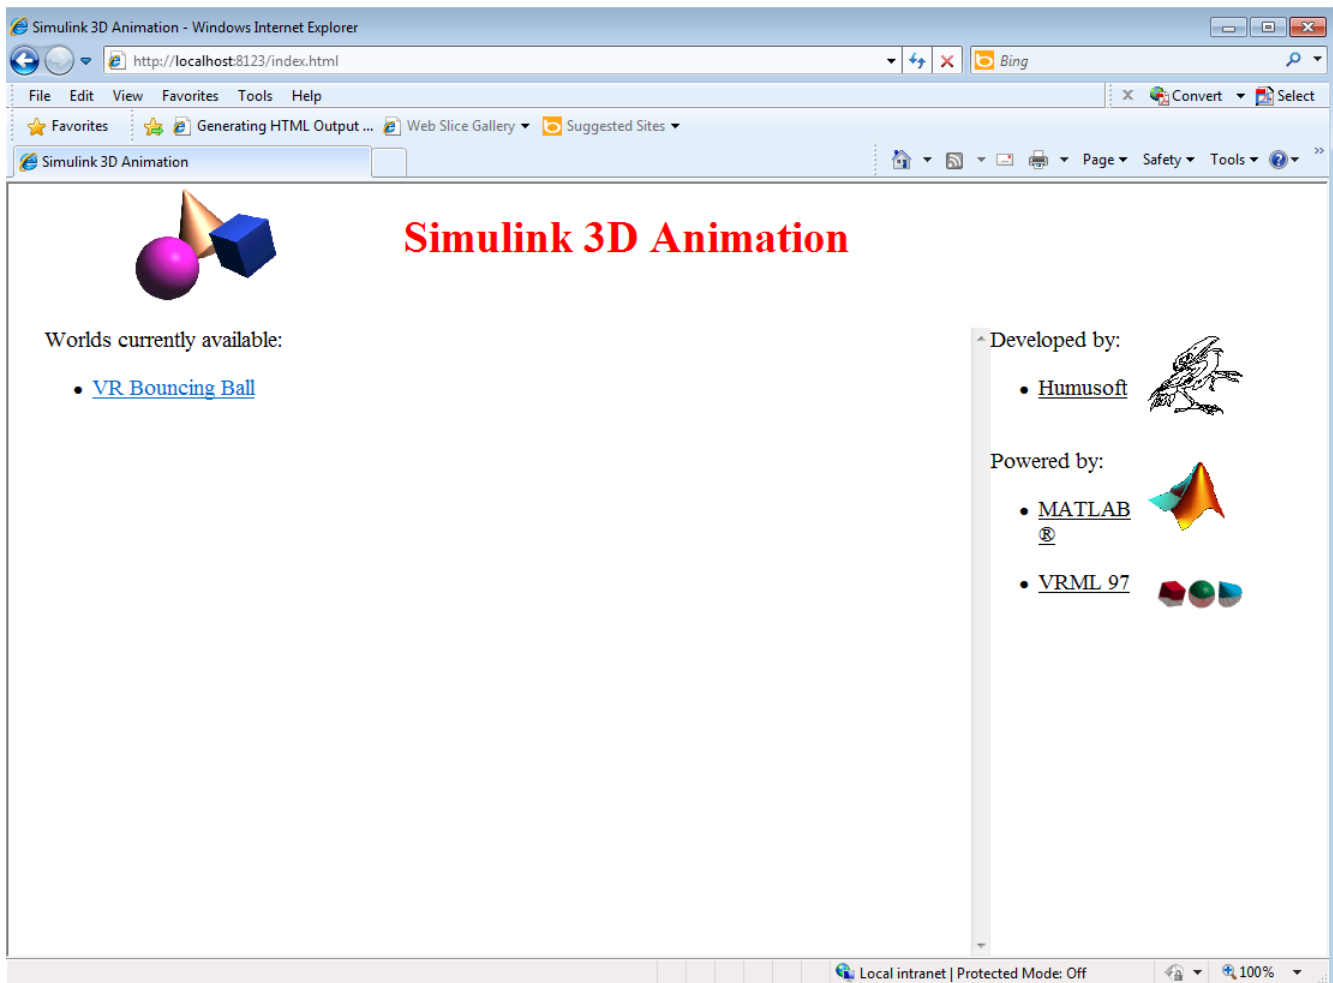 Simulink 3D Animation - Windows Internet Explorer
http://localhost:8123/index.html
Bing
File Edit View Favorites Tools Help
Convert Select
Favorites Generating HTML Output ... Web Slice Gallery Suggested Sites
Simulink 3D Animation
Page Safety Tools »
Simulink 3D Animation
Worlds currently available:
• VR Bouncing Ball
Developed by:
• Humusoft
Powered by:
• MATLAB
®
• VRML 97
Local intranet | Protected Mode: Off
100%